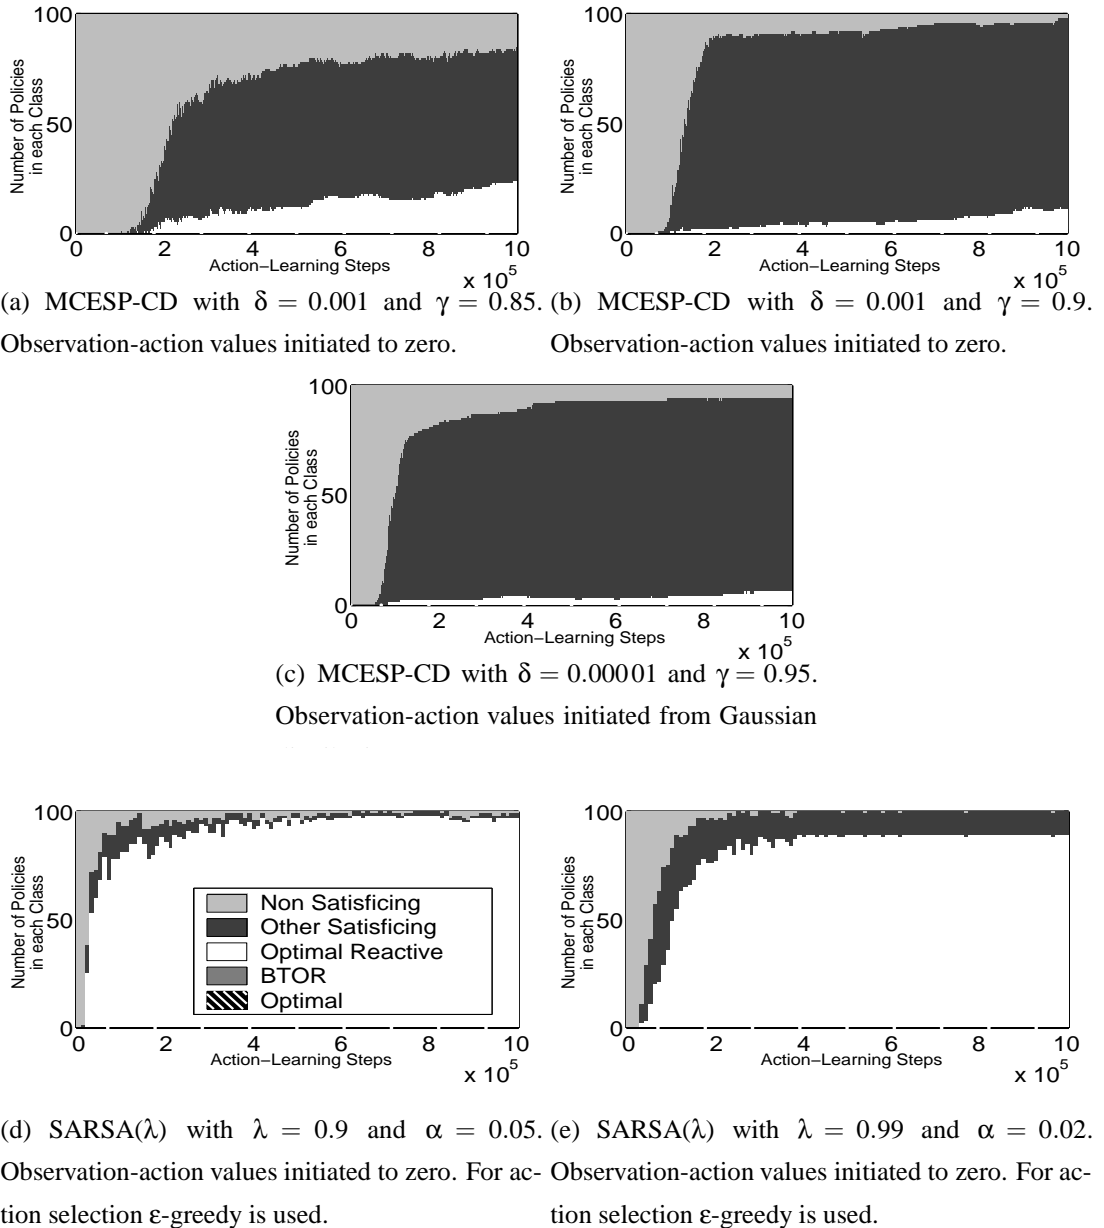 100
50
0
Number of Policies
in each Class
0 2 4 6 8 10
Action−Learning Steps
x 10^5
(a) MCESP-CD with δ = 0.001 and γ = 0.85.
Observation-action values initiated to zero.
100
50
0
Number of Policies
in each Class
0 2 4 6 8 10
Action−Learning Steps
x 10^5
(b) MCESP-CD with δ = 0.001 and γ = 0.9.
Observation-action values initiated to zero.
100
50
0
Number of Policies
in each Class
0 2 4 6 8 10
Action−Learning Steps
x 10^5
(c) MCESP-CD with δ = 0.00001 and γ = 0.95.
Observation-action values initiated from Gaussian
100
50
0
Number of Policies
in each Class
Non Satisficing
Other Satisficing
Optimal Reactive
BTOR
Optimal
0 2 4 6 8 10
Action−Learning Steps
x 10^5
(d) SARSA(λ) with λ = 0.9 and α = 0.05.
Observation-action values initiated to zero. For ac-
tion selection ε-greedy is used.
100
50
0
Number of Policies
in each Class
0 2 4 6 8 10
Action−Learning Steps
x 10^5
(e) SARSA(λ) with λ = 0.99 and α = 0.02.
Observation-action values initiated to zero. For ac-
tion selection ε-greedy is used.